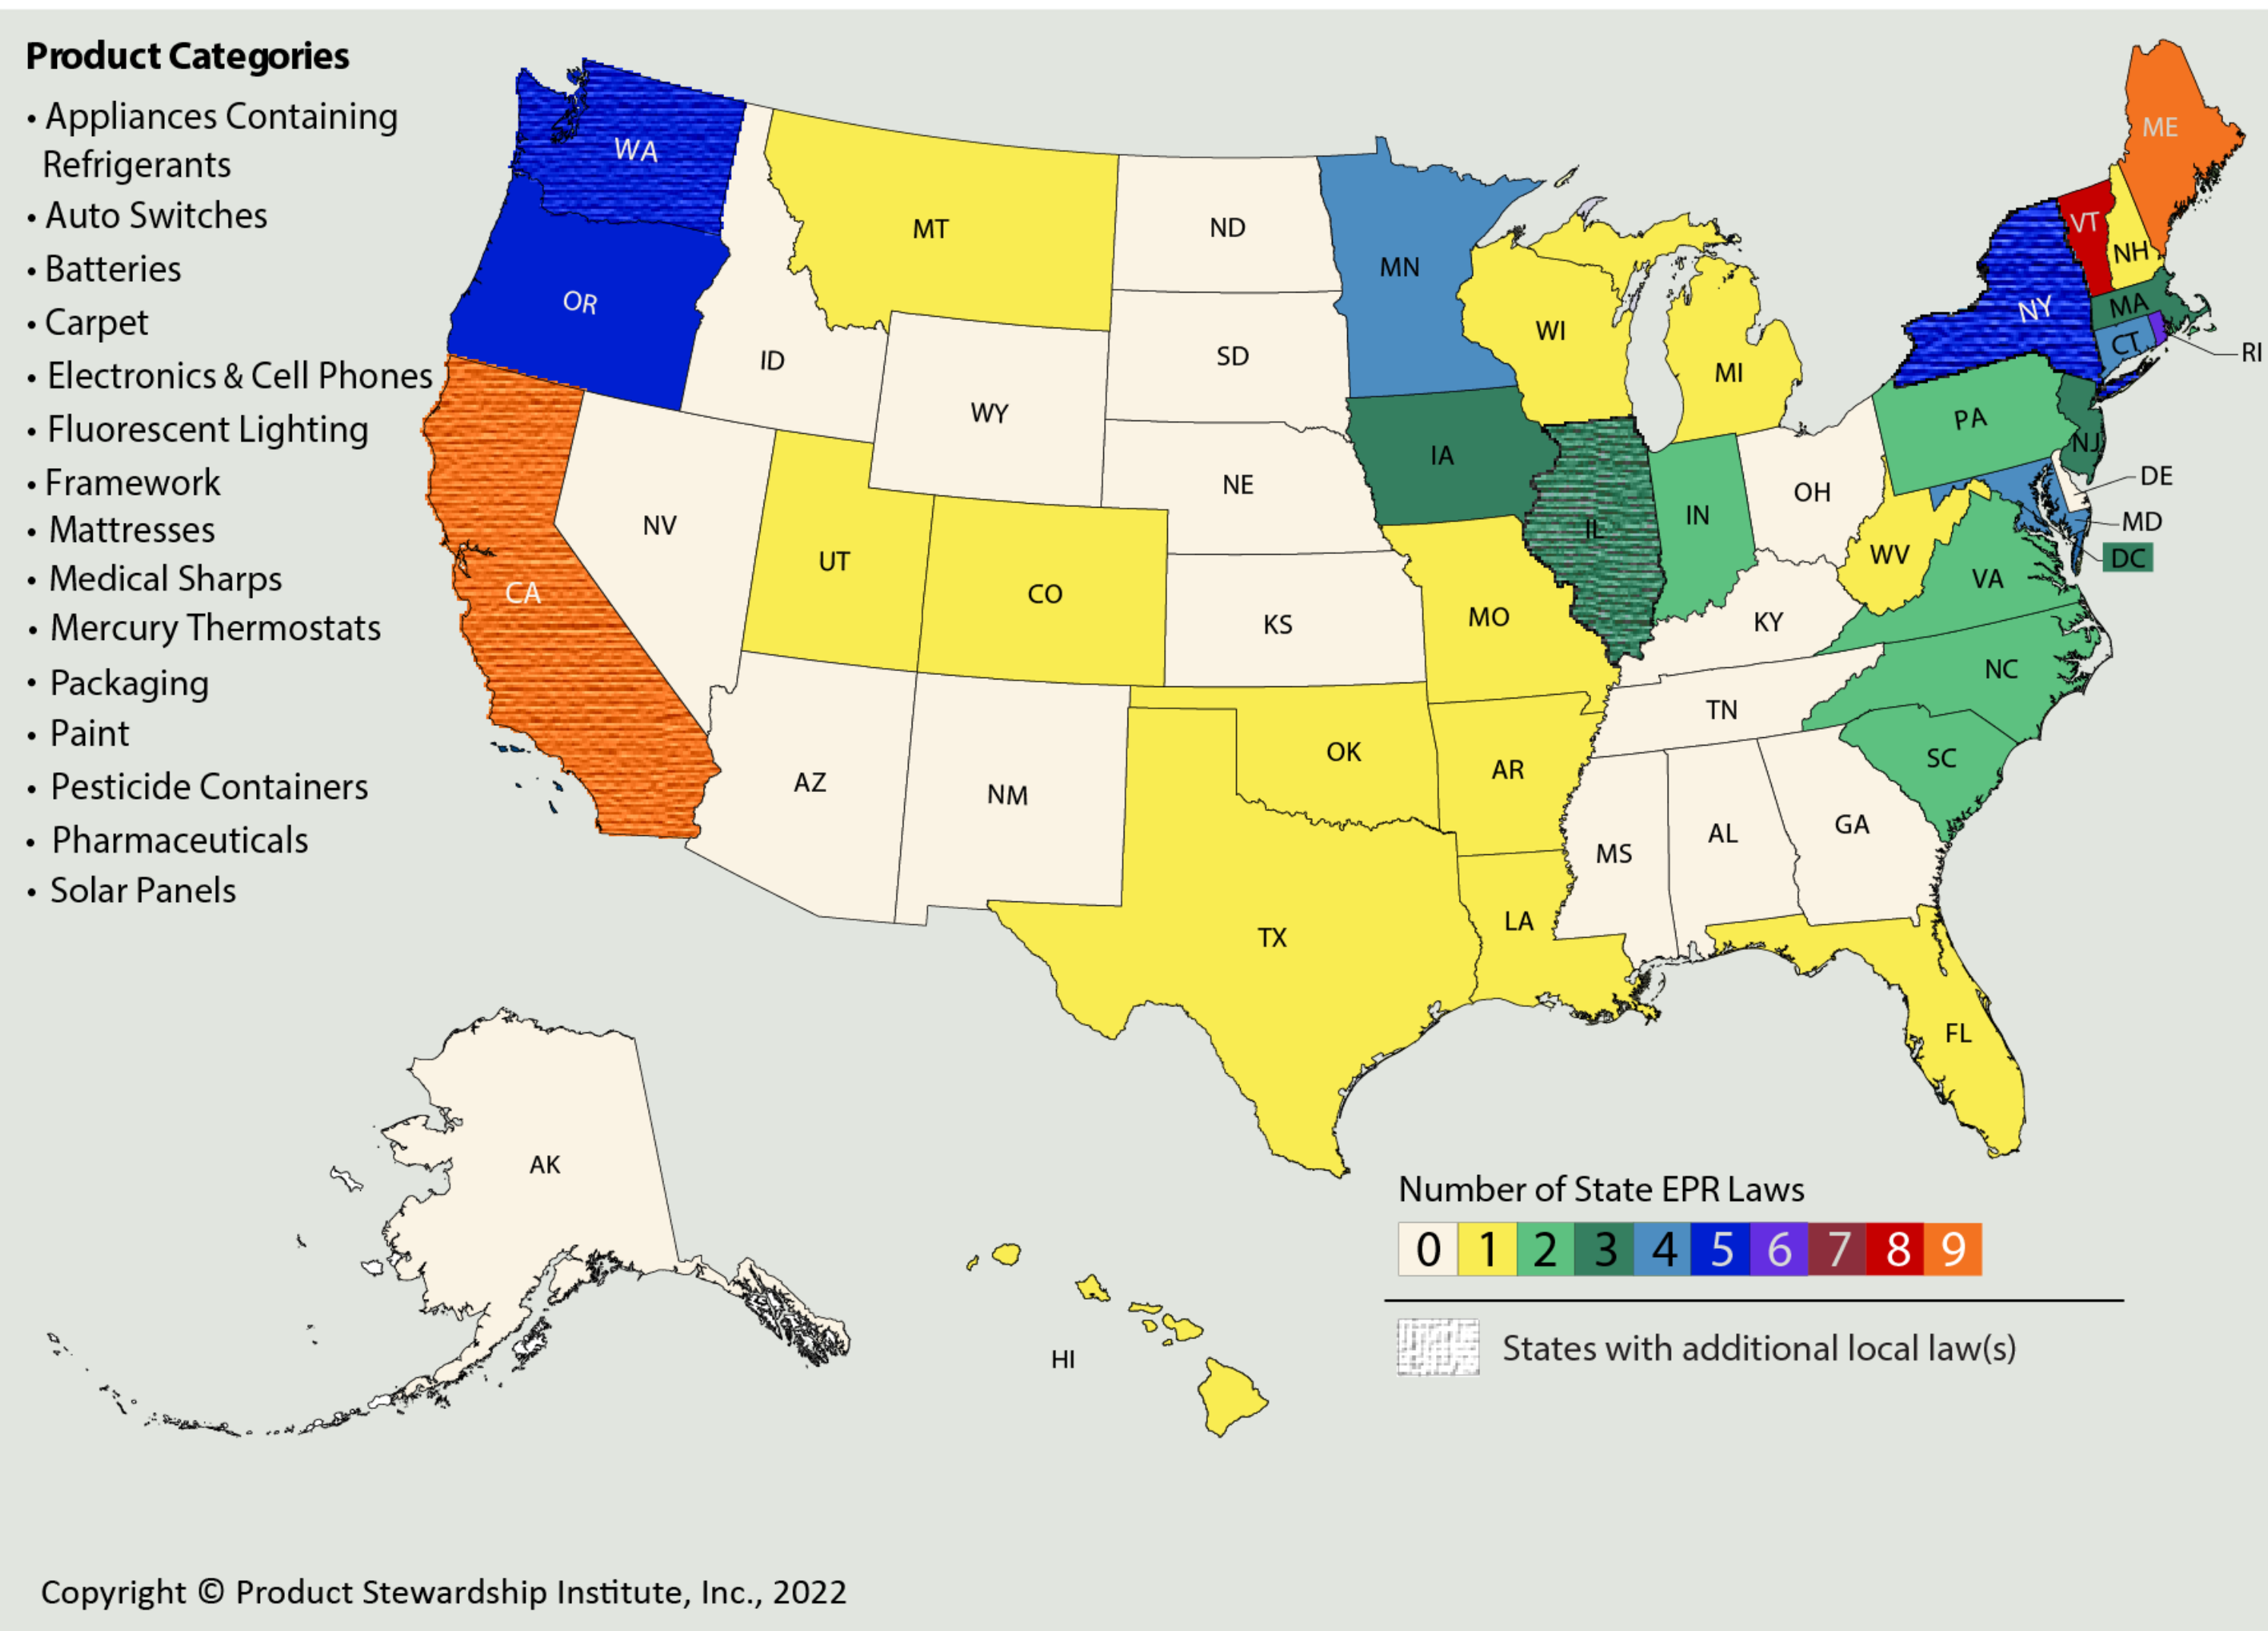 Product Categories
• Appliances Containing
Refrigerants
• Auto Switches
• Batteries
• Carpet
• Electronics & Cell Phones
• Fluorescent Lighting
• Framework
• Mattresses
• Medical Sharps
• Mercury Thermostats
• Packaging
• Paint
• Pesticide Containers
• Pharmaceuticals
• Solar Panels
WA
OR
CA
ID
NV
MT
WY
UT
CO
AZ
NM
ND
SD
NE
KS
OK
TX
MN
IA
MO
AR
LA
WI
IL
MI
IN
OH
KY
TN
MS
AL
GA
FL
SC
NC
VA
WV
PA
NY
VT
NH
ME
MA
CT
RI
NJ
DE
MD
DC
AK
HI
Number of State EPR Laws
0 1 2 3 4 5 6 7 8 9
States with additional local law(s)
Copyright © Product Stewardship Institute, Inc., 2022